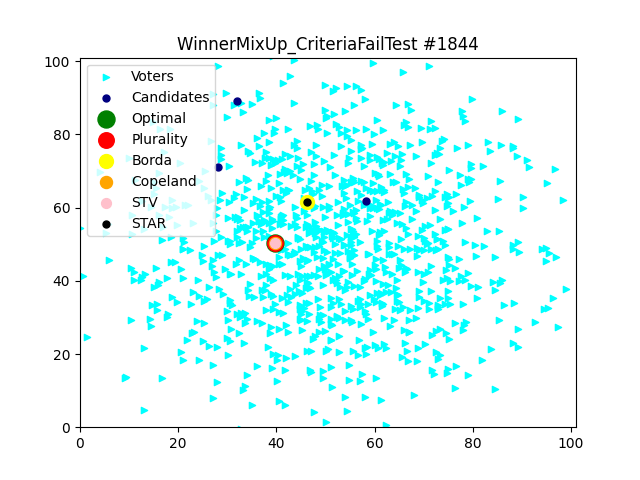 WinnerMixUp_CriteriaFailTest #1844
100
80
60
40
20
0
0
20
40
60
80
100
Voters
Candidates
Optimal
Plurality
Borda
Copeland
STV
STAR